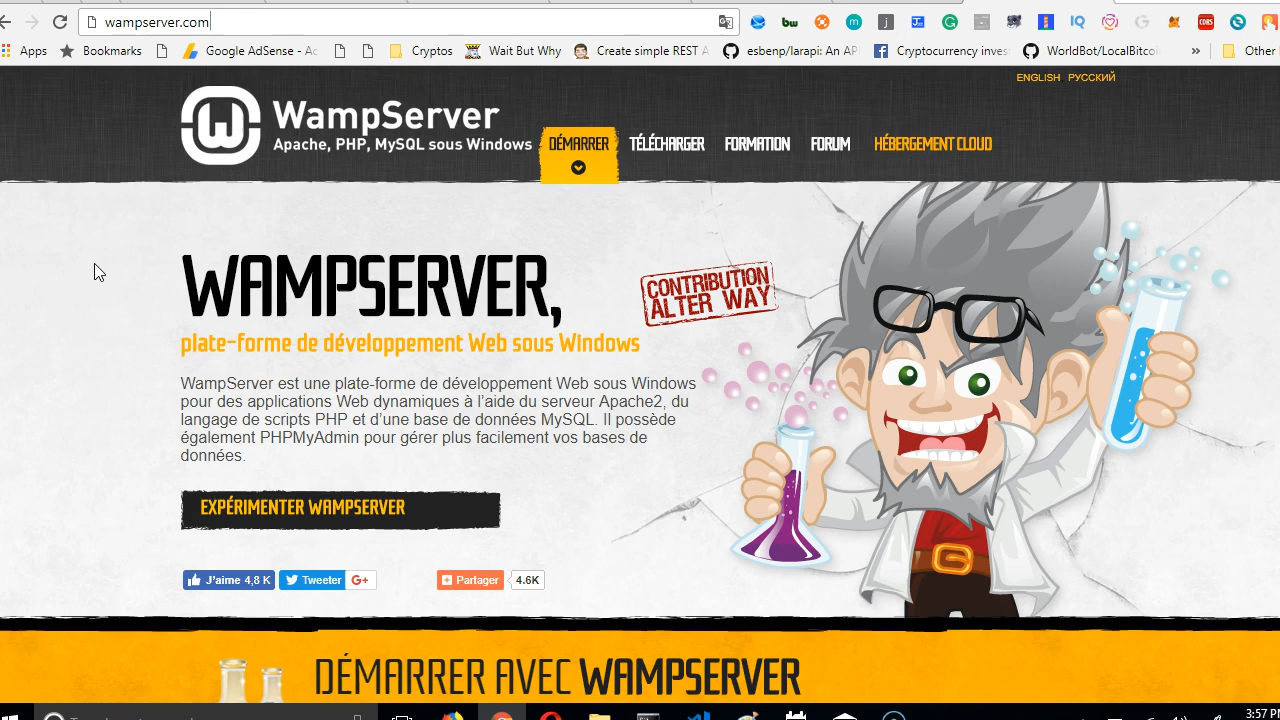 wampserver.com
Apps
Bookmarks
Google AdSense - Ac
Cryptos
Wait But Why
Create simple REST A
esbenp/larapi: An AP
Cryptocurrency inves
WorldBot/LocalBitcoi
»
Other
ENGLISH РУССКИЙ
WampServer
Apache, PHP, MySQL sous Windows
DÉMARRER
TÉLÉCHARGER
FORMATION
FORUM
HÉBERGEMENT CLOUD
WAMPSERVER,
plate-forme de développement Web sous Windows
CONTRIBUTION
ALTER WAY
WampServer est une plate-forme de développement Web sous Windows
pour des applications Web dynamiques à l'aide du serveur Apache2, du
langage de scripts PHP et d'une base de données MySQL. Il possède
également PHPMyAdmin pour gérer plus facilement vos bases de
données.
EXPÉRIMENTER WAMPSERVER
J'aime 4,8 K
Tweeter
G+
Partager
4.6K
DÉMARRER AVEC WAMPSERVER
3:57 PM